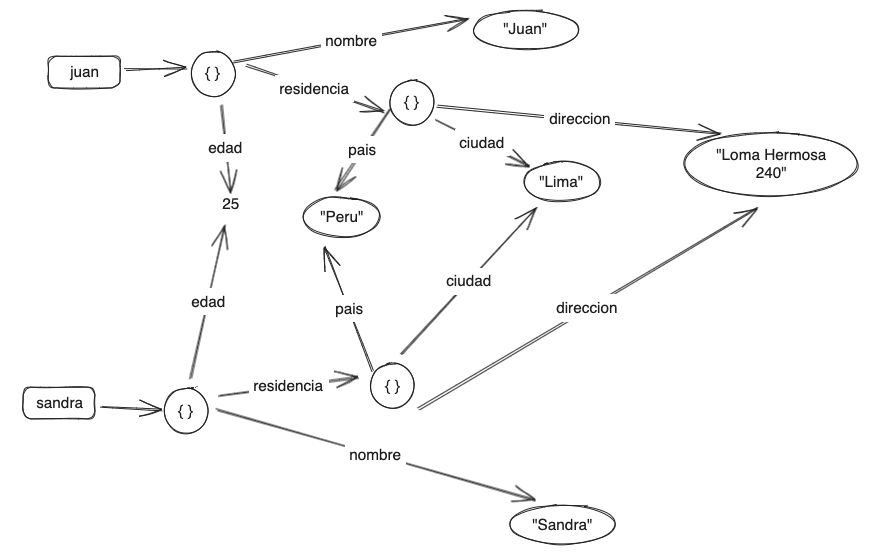 "Juan"
nombre
juan
{}
residencia
{}
direccion
edad
pais
ciudad
"Loma Hermosa
240"
"Lima"
25
"Peru"
ciudad
edad
pais
direccion
residencia
{}
sandra
{}
nombre
"Sandra"